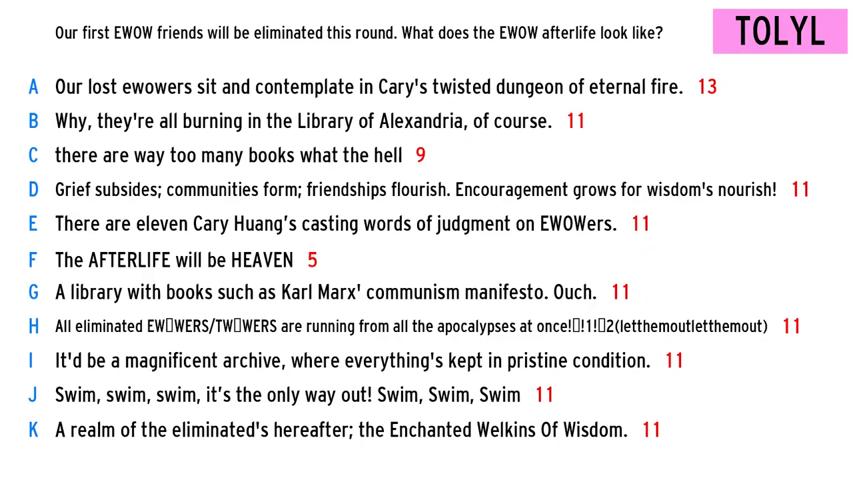 Our first EWOW friends will be eliminated this round. What does the EWOW afterlife look like?
TOLYL
A Our lost ewowers sit and contemplate in Cary's twisted dungeon of eternal fire. 13
B Why, they're all burning in the Library of Alexandria, of course. 11
C there are way too many books what the hell 9
D Grief subsides; communities form; friendships flourish. Encouragement grows for wisdom's nourish! 11
E There are eleven Cary Huang’s casting words of judgment on EWOWers. 11
F The AFTERLIFE will be HEAVEN 5
G A library with books such as Karl Marx' communism manifesto. Ouch. 11
H All eliminated EW▯WERS/TW▯WERS are running from all the apocalypses at once!▯!1!▯2(letthemoutletthemout) 11
I It'd be a magnificent archive, where everything's kept in pristine condition. 11
J Swim, swim, swim, it’s the only way out! Swim, Swim, Swim 11
K A realm of the eliminated's hereafter; the Enchanted Welkins Of Wisdom. 11